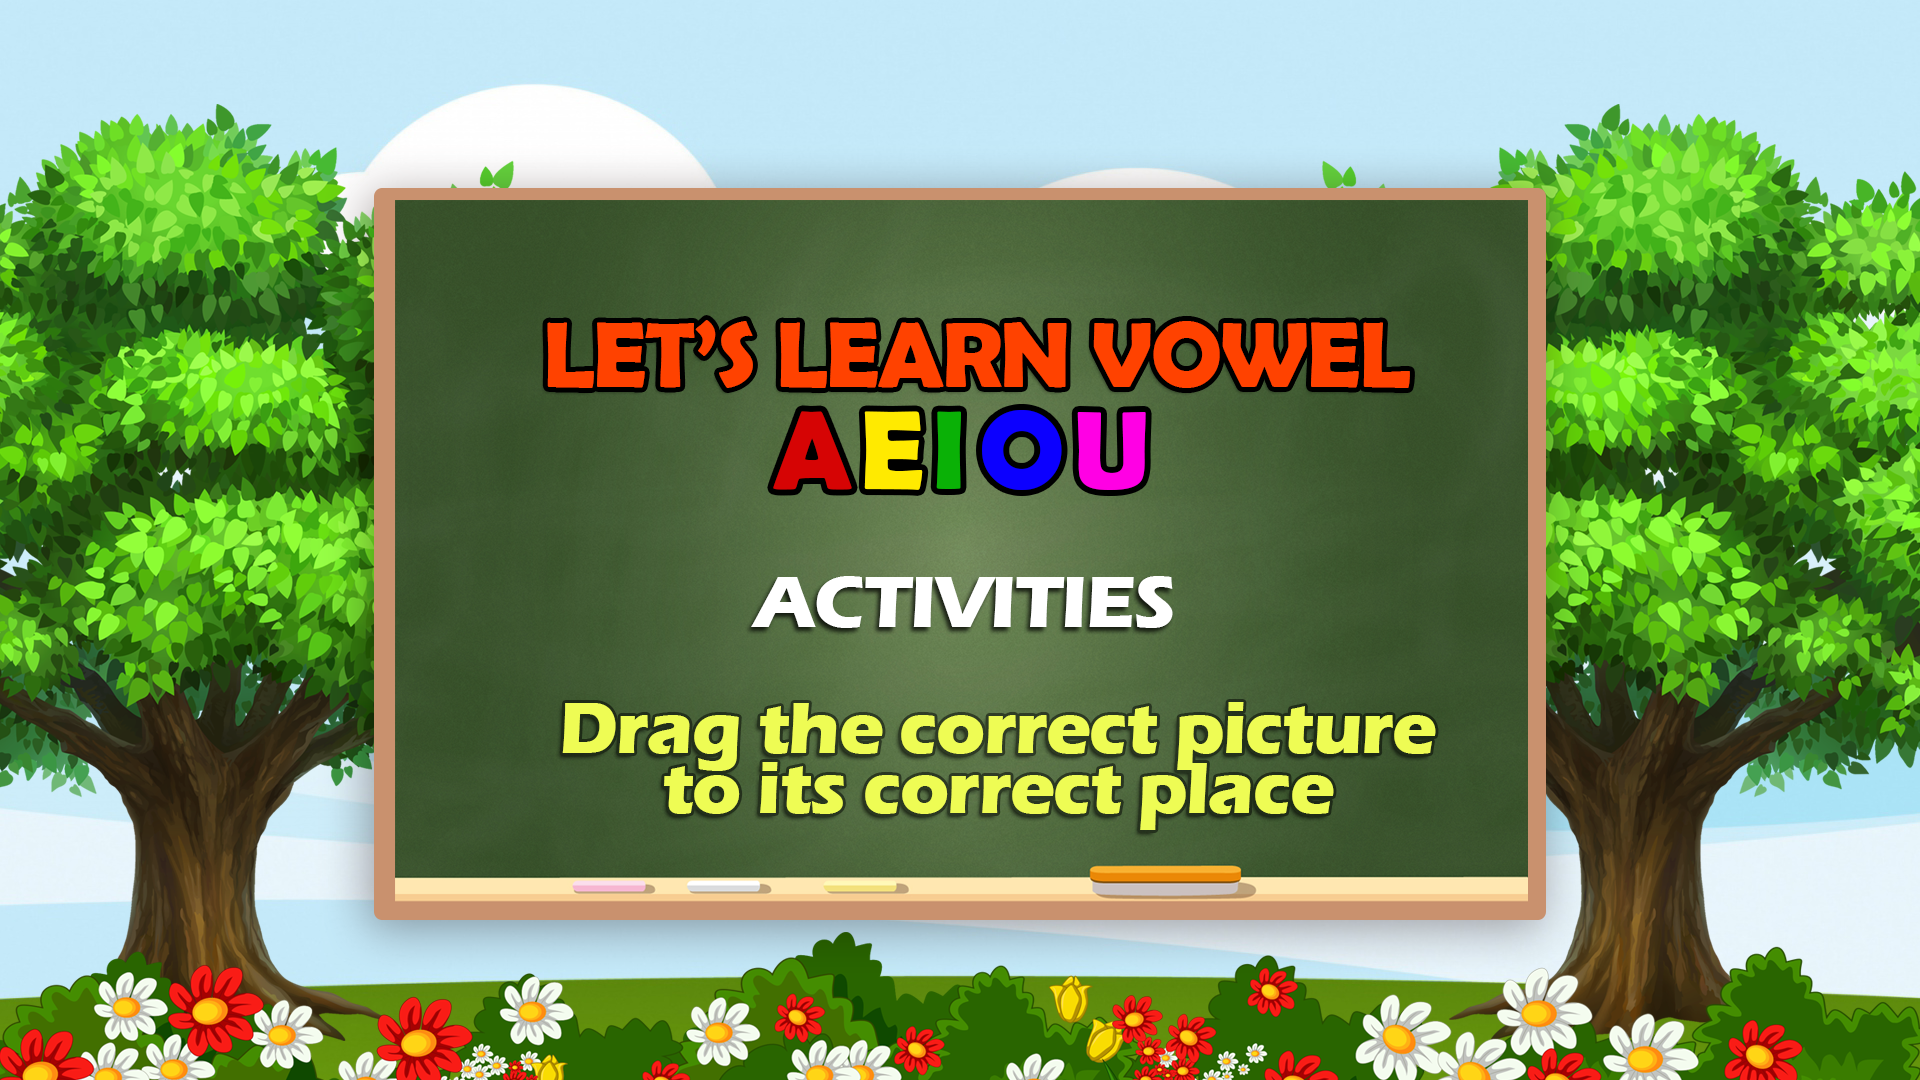 LET'S LEARN VOWEL
AEIOU
ACTIVITIES
Drag the correct picture
to its correct place